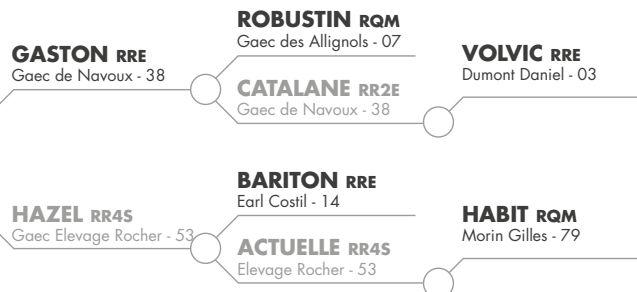 ROBUSTIN RQM
Gaec des Allignols - 07
GASTON RRE
Gaec de Navoux - 38
VOLVIC RRE
Dumont Daniel - 03
CATALANE RR2E
Gaec de Navoux - 38
BARITON RRE
Earl Costil - 14
HAZEL RR4S
Gaec Elevage Rocher - 53
HABIT RQM
Morin Gilles - 79
ACTUELLE RR4S
Elevage Rocher - 53